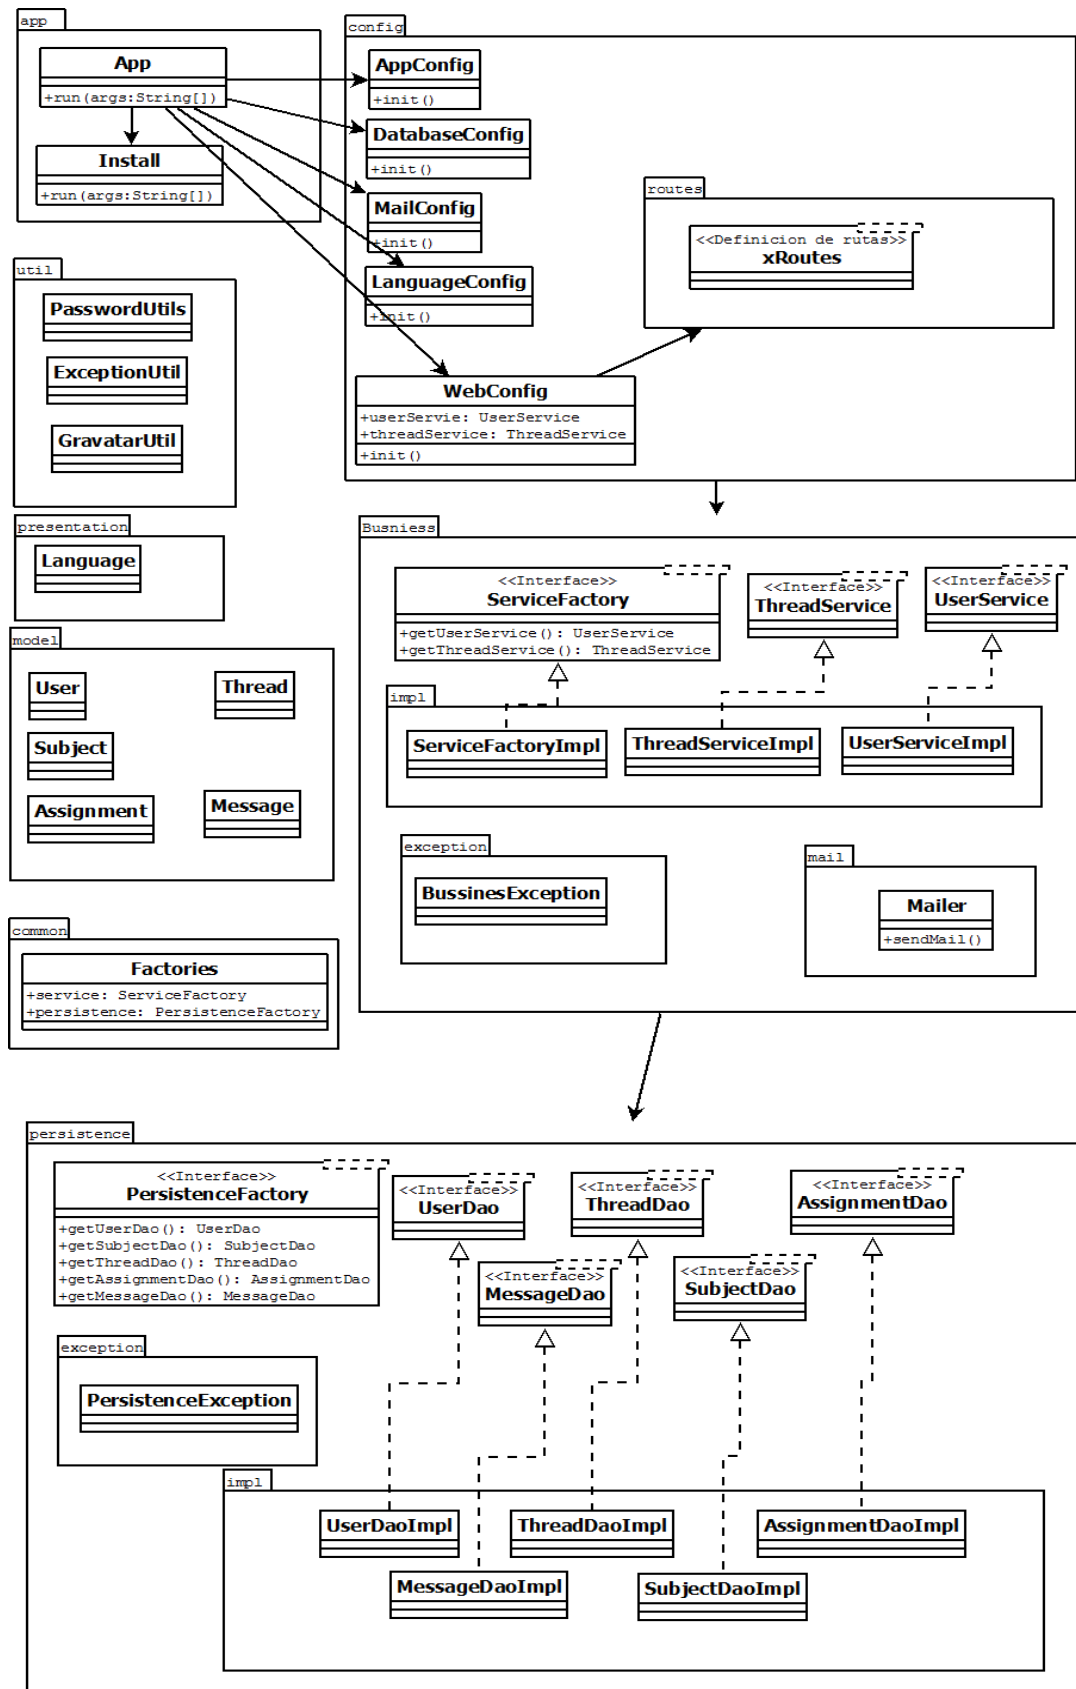 app
App
+run(args:String[])
Install
+run(args:String[])
config
AppConfig
+init()
DatabaseConfig
+init()
MailConfig
+init()
LanguageConfig
+init()
WebConfig
+userServie: UserService
+threadService: ThreadService
+init()
routes
<<Definicion de rutas>>
xRoutes
util
PasswordUtils
ExceptionUtil
GravatarUtil
presentation
Language
model
User
Thread
Subject
Assignment
Message
common
Factories
+service: ServiceFactory
+persistence: PersistenceFactory
Busniess
<<Interface>>
ServiceFactory
+getUserService(): UserService
+getThreadService(): ThreadService
<<Interface>>
ThreadService
<<Interface>>
UserService
impl
ServiceFactoryImpl
ThreadServiceImpl
UserServiceImpl
exception
BussinesException
mail
Mailer
+sendMail()
persistence
<<Interface>>
PersistenceFactory
+getUserDao(): UserDao
+getSubjectDao(): SubjectDao
+getThreadDao(): ThreadDao
+getAssignmentDao(): AssignmentDao
+getMessageDao(): MessageDao
<<Interface>>
UserDao
<<Interface>>
ThreadDao
<<Interface>>
AssignmentDao
<<Interface>>
MessageDao
<<Interface>>
SubjectDao
exception
PersistenceException
impl
UserDaoImpl
ThreadDaoImpl
AssignmentDaoImpl
MessageDaoImpl
SubjectDaoImpl